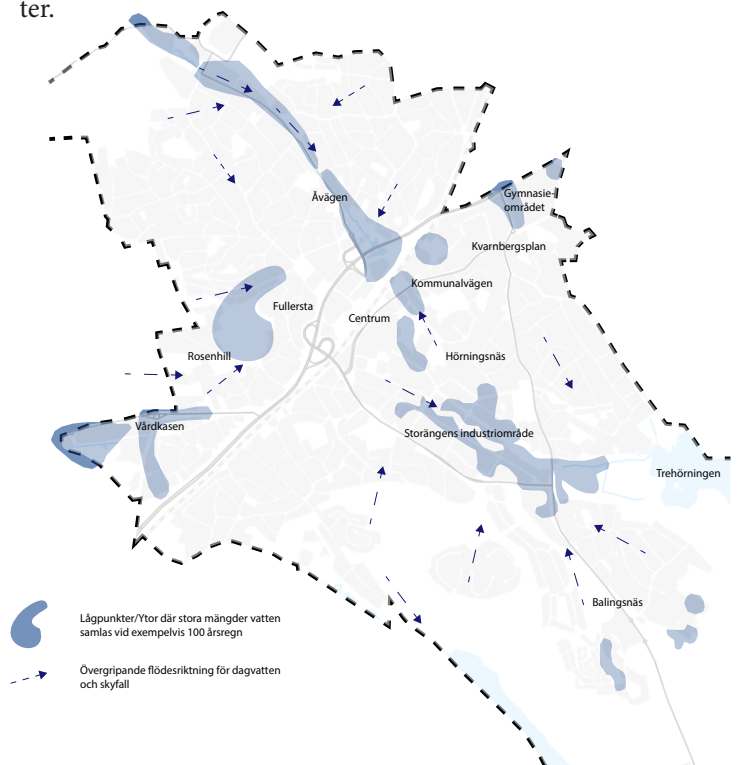 ter.
Åvägen
Gymnasie-
området
Kvarnbergsplan
Kommunalvägen
Fullersta
Centrum
Rosenhill
Hörningsnäs
Vårdkasen
Storängens industriområde
Trehörningen
Balingsnäs
Lågpunkter/Ytor där stora mängder vatten
samlas vid exempelvis 100 årsregn
Övergripande flödesriktning för dagvatten
och skyfall